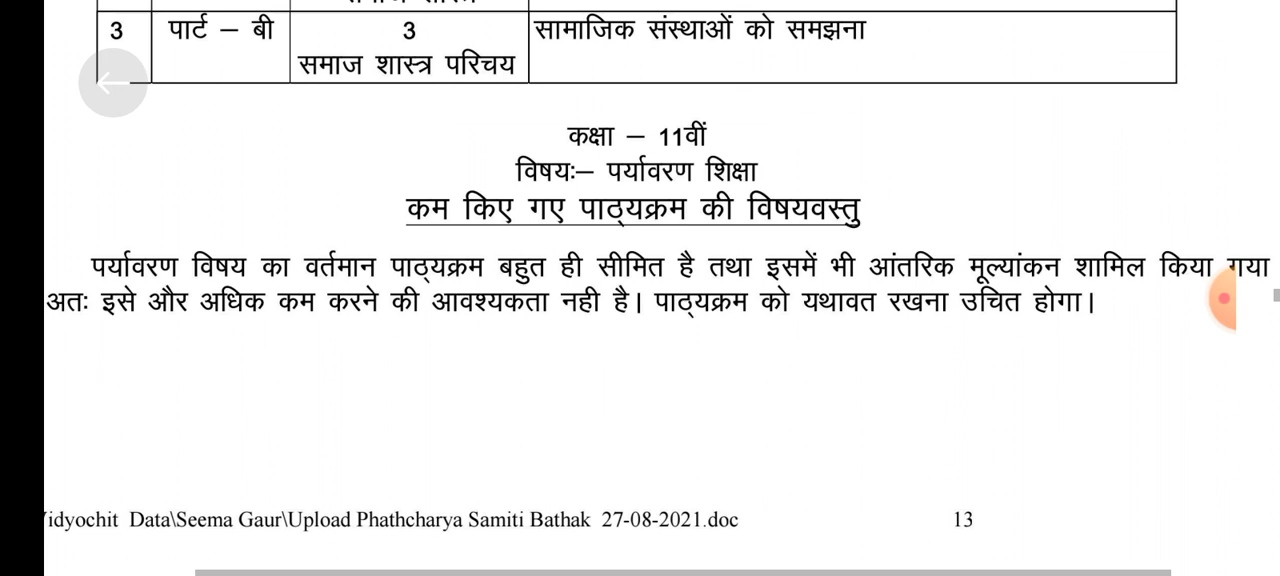 3 पार्ट – बी 3 सामाजिक संस्थाओं को समझना
समाज शास्त्र परिचय
कक्षा – 11वीं
विषयः– पर्यावरण शिक्षा
कम किए गए पाठ्यक्रम की विषयवस्तु
पर्यावरण विषय का वर्तमान पाठ्यक्रम बहुत ही सीमित है तथा इसमें भी आंतरिक मूल्यांकन शामिल किया गया
अतः इसे और अधिक कम करने की आवश्यकता नही है। पाठ्यक्रम को यथावत रखना उचित होगा।
idyochit Data\Seema Gaur\Upload Phathcharya Samiti Bathak 27-08-2021.doc 13